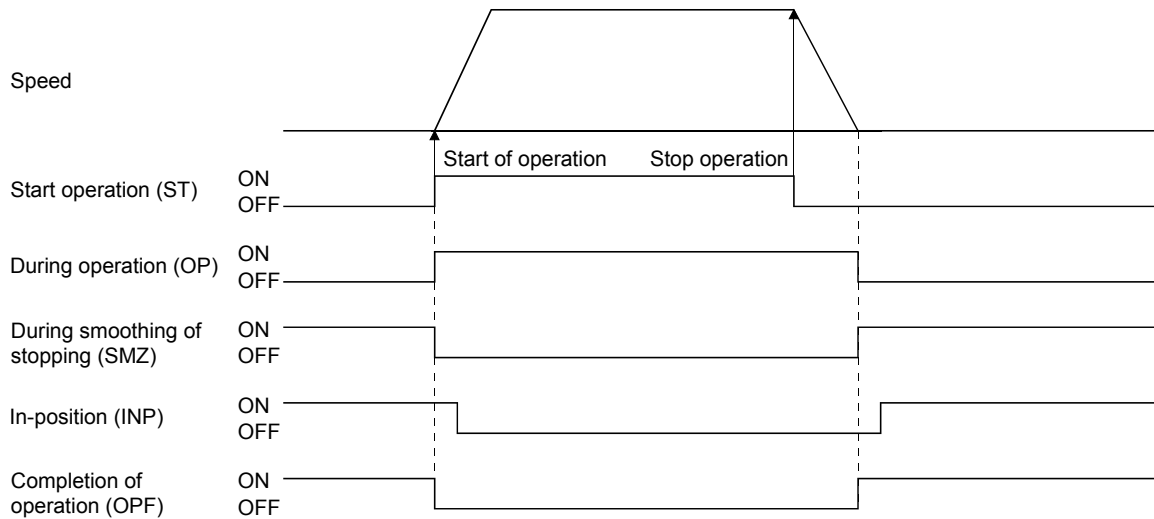 Speed
Start of operation
Stop operation
Start operation (ST)
ON
OFF
During operation (OP)
ON
OFF
During smoothing of
stopping (SMZ)
ON
OFF
In-position (INP)
ON
OFF
Completion of
operation (OPF)
ON
OFF